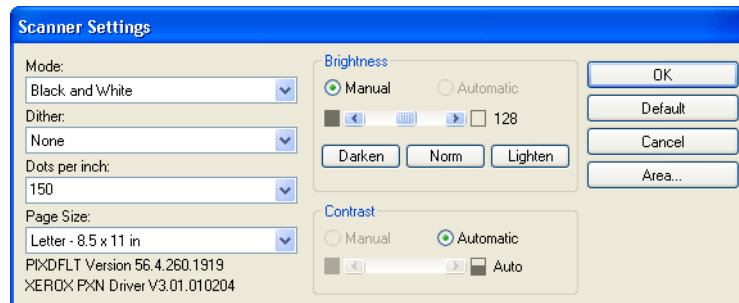 Scanner Settings
Mode:
Black and White
Dither:
None
Dots per inch:
150
Page Size:
Letter - 8.5 x 11 in
PIXDFLT Version 56.4.260.1919
XEROX PXN Driver V3.01.010204
Brightness
Manual Automatic
128
Darken Norm Lighten
Contrast
Manual Automatic
Auto
OK
Default
Cancel
Area...